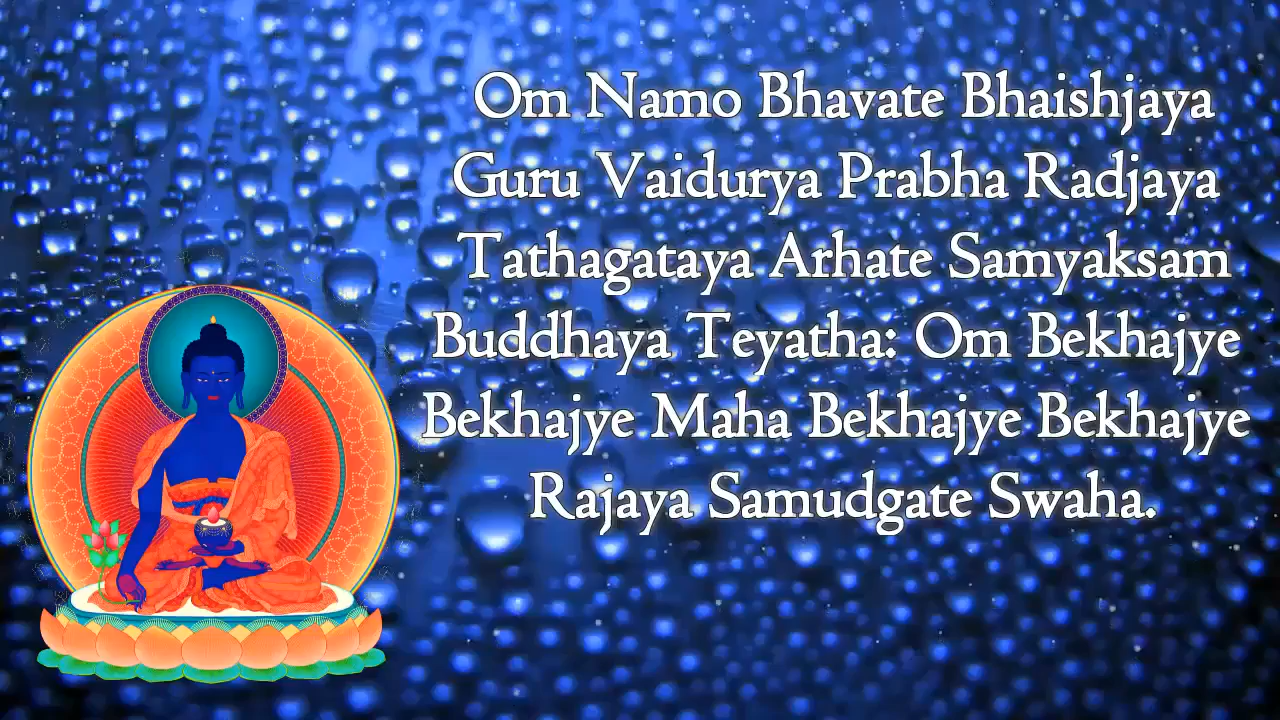 Om Namo Bhavate Bhaishjaya
Guru Vaidurya Prabha Radjaya
Tathagataya Arhate Samyaksam
Buddhaya Teyatha: Om Bekhajye
Bekhajye Maha Bekhajye Bekhajye
Rajaya Samudgate Swaha.